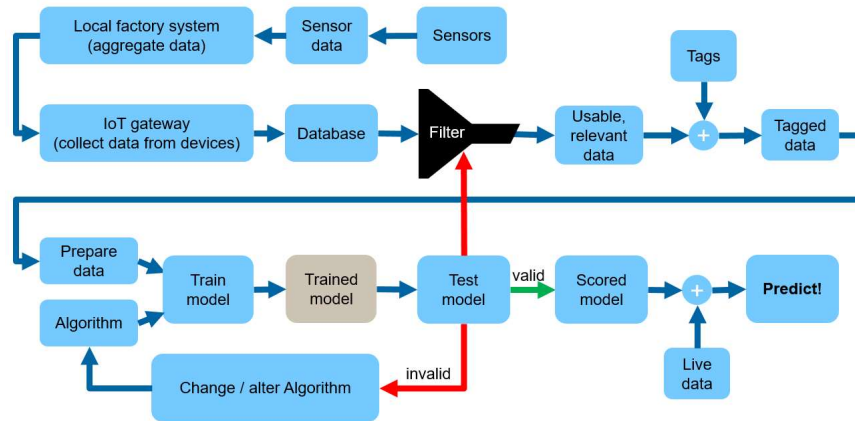 Local factory system
(aggregate data)
Sensor
data
Sensors
Tags
IoT gateway
(collect data from devices)
Database
Filter
Usable,
relevant
data
+
Tagged
data
Prepare
data
Train
model
Trained
model
Test
model
valid
Scored
model
+
Predict!
Algorithm
Live
data
Change / alter Algorithm
invalid